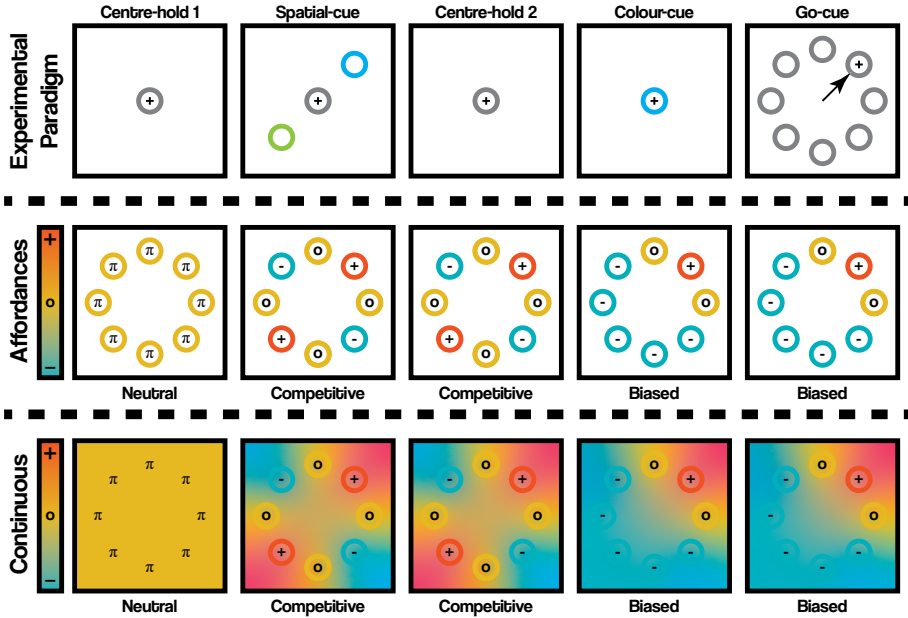 Centre-hold 1 Spatial-cue Centre-hold 2 Colour-cue Go-cue
Experimental
Paradigm
+ + + + +
Affordances
+ o –
π π π π π π π π
o - + o o + - o
o - + o o + - o
o - + - o - - -
o - + - o - - -
Neutral Competitive Competitive Biased Biased
Continuous
+ o –
π π π π π π π π
o - + o o + - o
o - + o o + - o
o - + - o - - -
o - + - o - - -
Neutral Competitive Competitive Biased Biased